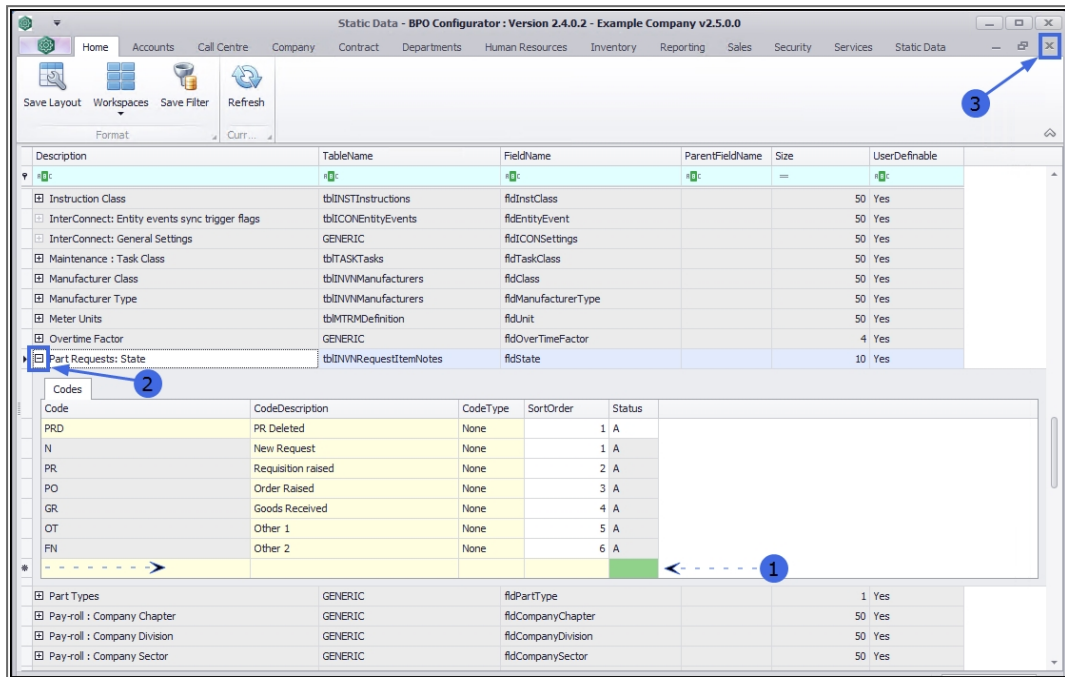 Static Data - BPO Configurator : Version 2.4.0.2 - Example Company v2.5.0.0
Home Accounts Call Centre Company Contract Departments Human Resources Inventory Reporting Sales Security Services Static Data
Save Layout Workspaces Save Filter Refresh
3
Format Curr...
Description TableName FieldName ParentFieldName Size UserDefinable
=
Instruction Class tblINSTInstructions fldInstClass 50 Yes
InterConnect: Entity events sync trigger flags tblICONEntityEvents fldEntityEvent 50 Yes
InterConnect: General Settings GENERIC fldICONSettings 50 Yes
Maintenance : Task Class tblTASKTasks fldTaskClass 50 Yes
Manufacturer Class tblINVNManufacturers fldClass 50 Yes
Manufacturer Type tblINVNManufacturers fldManufacturerType 50 Yes
Meter Units tblMTRMDefinition fldUnit 50 Yes
Overtime Factor GENERIC fldOverTimeFactor 4 Yes
Part Requests: State tblINVNRequestItemNotes fldState 10 Yes
2
Codes
Code CodeDescription CodeType SortOrder Status
PRD PR Deleted None 1 A
N New Request None 1 A
PR Requisition raised None 2 A
PO Order Raised None 3 A
GR Goods Received None 4 A
OT Other 1 None 5 A
FN Other 2 None 6 A
1
Part Types GENERIC fldPartType 1 Yes
Pay-roll : Company Chapter GENERIC fldCompanyChapter 50 Yes
Pay-roll : Company Division GENERIC fldCompanyDivision 50 Yes
Pay-roll : Company Sector GENERIC fldCompanySector 50 Yes